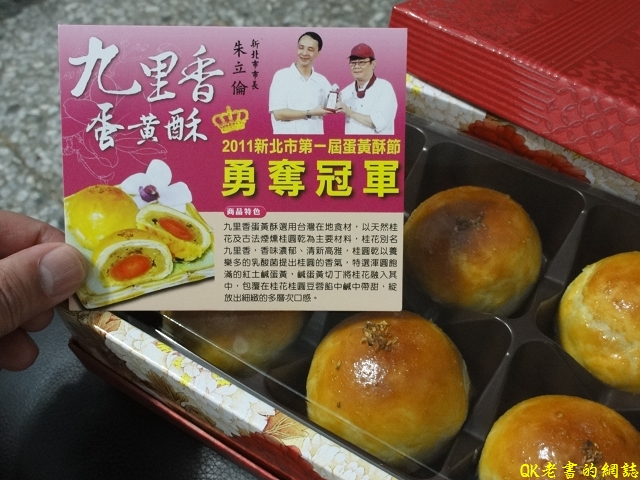 九里香
蛋黃酥
新北市市長
朱立倫
2011新北市第一屆蛋黃酥節
勇奪冠軍
商品特色
九里香蛋黃酥選用台灣在地食材，以天然桂
花及古法煙燻桂圓乾為主要材料，桂花別名
九里香，香味濃郁、清新高雅，桂圓乾以養
樂多的乳酸菌提出桂圓的香氣，特選渾圓飽
滿的紅土鹹蛋黃，鹹蛋黃切丁將桂花融入其
中，包覆在桂花桂圓豆蓉餡中鹹中帶甜，綻
放出細緻的多層次口感。
QK老書的網誌